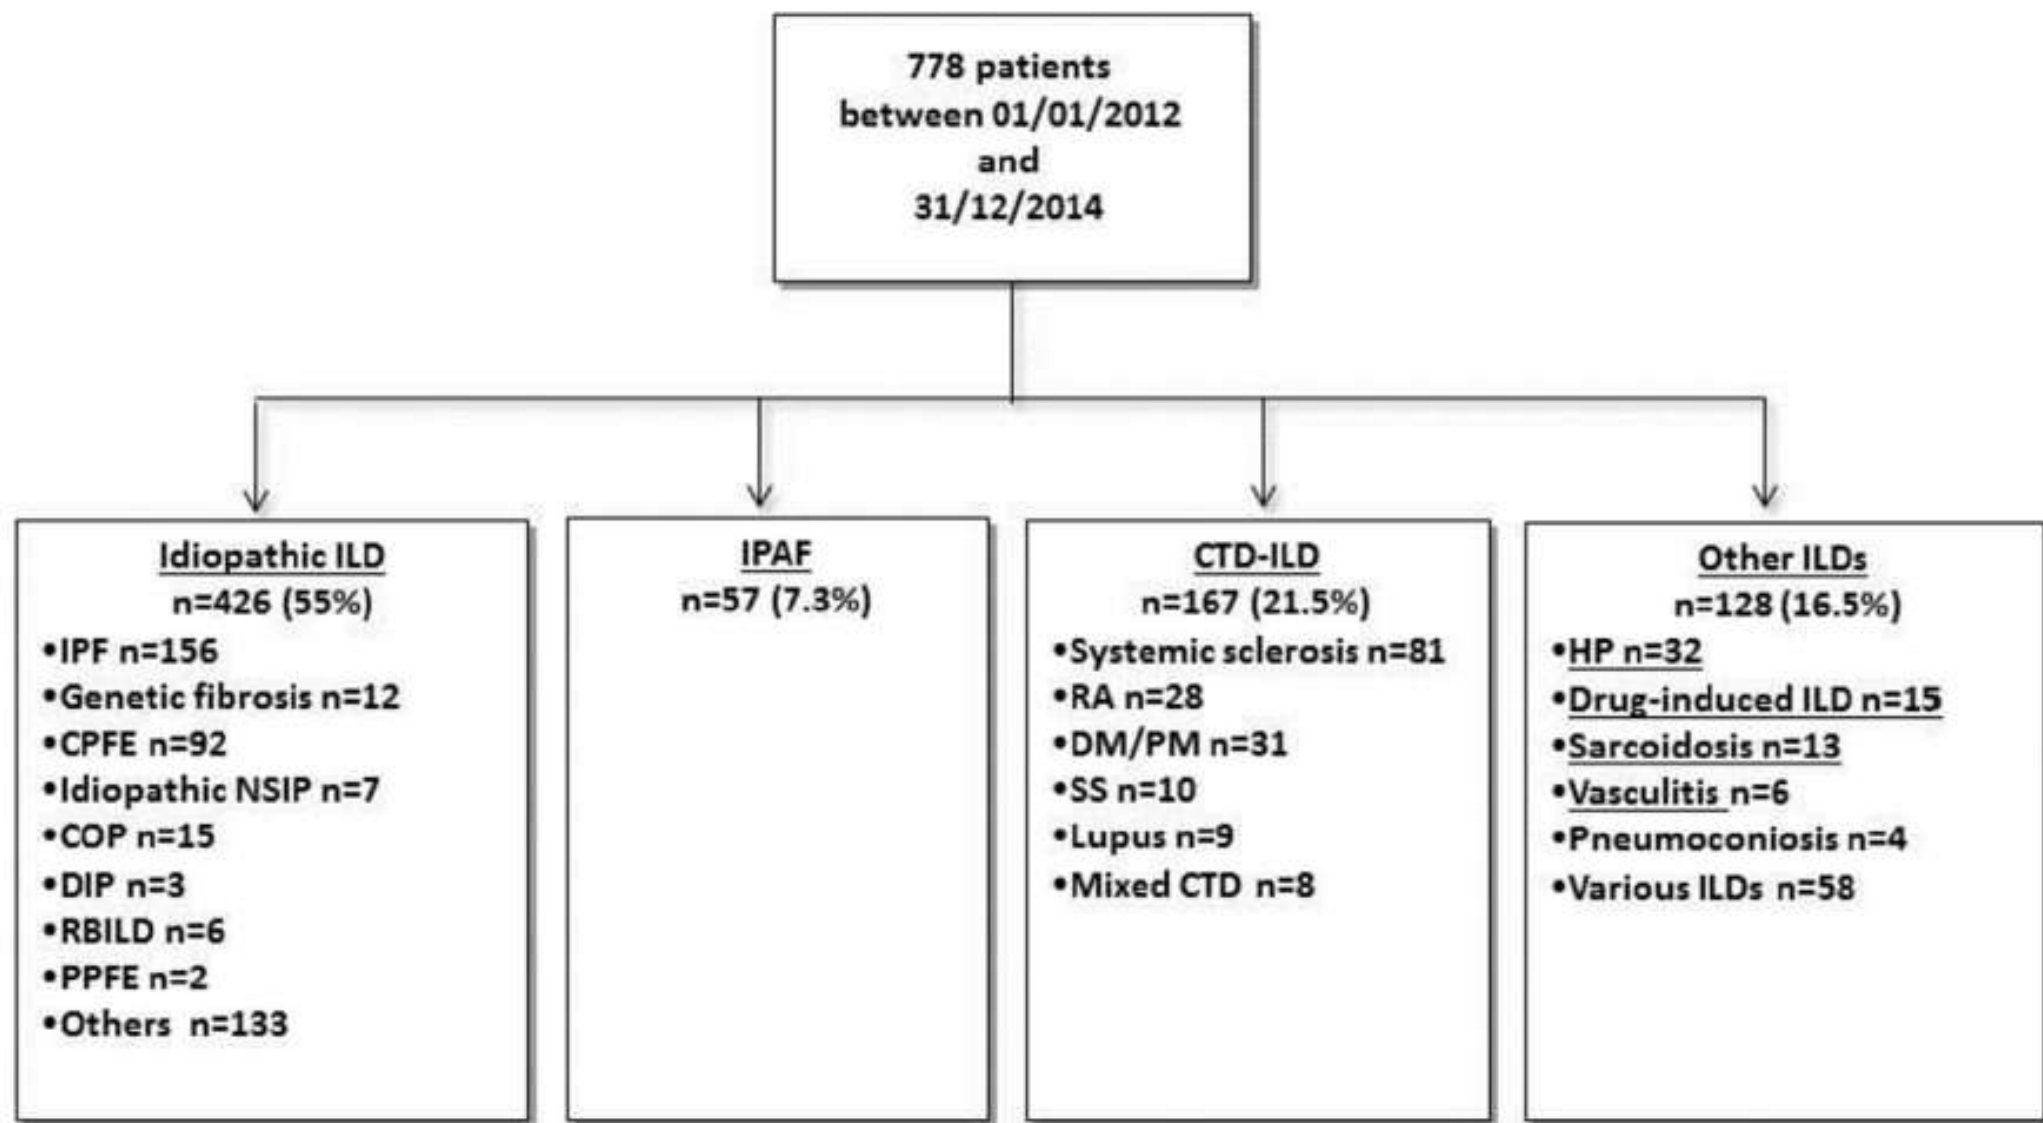 778 patients
between 01/01/2012
and
31/12/2014
Idiopathic ILD
n=426 (55%)
•IPF n=156
•Genetic fibrosis n=12
•CPFE n=92
•Idiopathic NSIP n=7
•COP n=15
•DIP n=3
•RBILD n=6
•PPFE n=2
•Others n=133
IPAF
n=57 (7.3%)
CTD-ILD
n=167 (21.5%)
•Systemic sclerosis n=81
•RA n=28
•DM/PM n=31
•SS n=10
•Lupus n=9
•Mixed CTD n=8
Other ILDs
n=128 (16.5%)
•HP n=32
•Drug-induced ILD n=15
•Sarcoidosis n=13
•Vasculitis n=6
•Pneumoconiosis n=4
•Various ILDs n=58